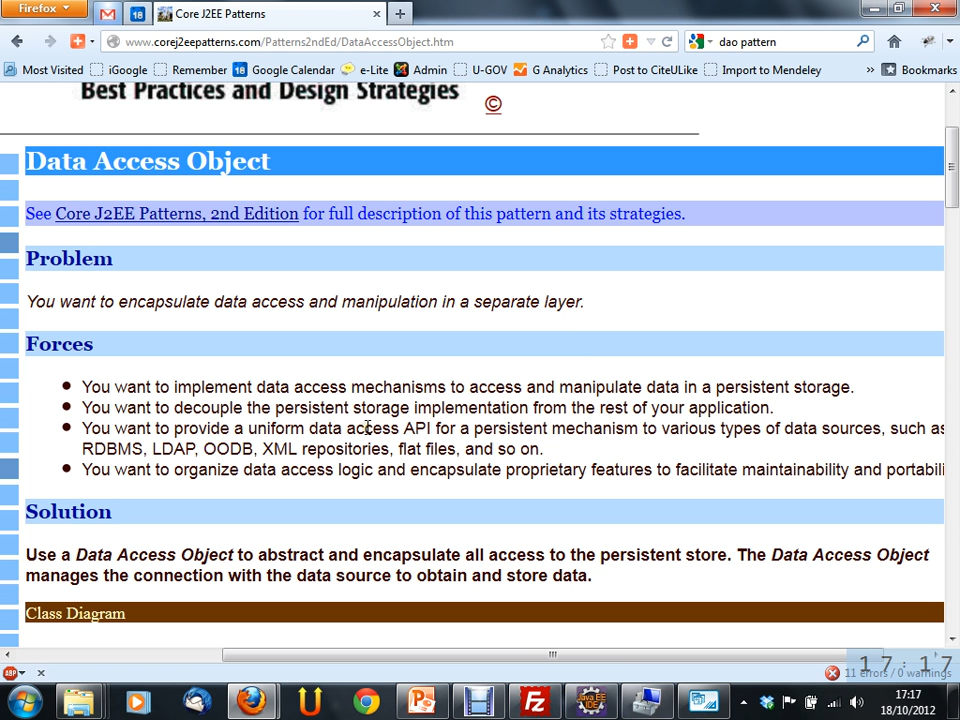 Firefox
18
Core J2EE Patterns
www.corej2eepatterns.com/Patterns2ndEd/DataAccessObject.htm
dao pattern
Most Visited
iGoogle
Remember
18
Google Calendar
e-Lite
Admin
U-GOV
G Analytics
Post to CiteULike
Import to Mendeley
»
Bookmarks
Best Practices and Design Strategies
©
Data Access Object
See Core J2EE Patterns, 2nd Edition for full description of this pattern and its strategies.
Problem
You want to encapsulate data access and manipulation in a separate layer.
Forces
You want to implement data access mechanisms to access and manipulate data in a persistent storage.
You want to decouple the persistent storage implementation from the rest of your application.
You want to provide a uniform data access API for a persistent mechanism to various types of data sources, such as
RDBMS, LDAP, OODB, XML repositories, flat files, and so on.
You want to organize data access logic and encapsulate proprietary features to facilitate maintainability and portabili
Solution
Use a Data Access Object to abstract and encapsulate all access to the persistent store. The Data Access Object
manages the connection with the data source to obtain and store data.
Class Diagram
17:17
ABP
11 errors / 0 warnings
Java EE
IDE
17:17
18/10/2012